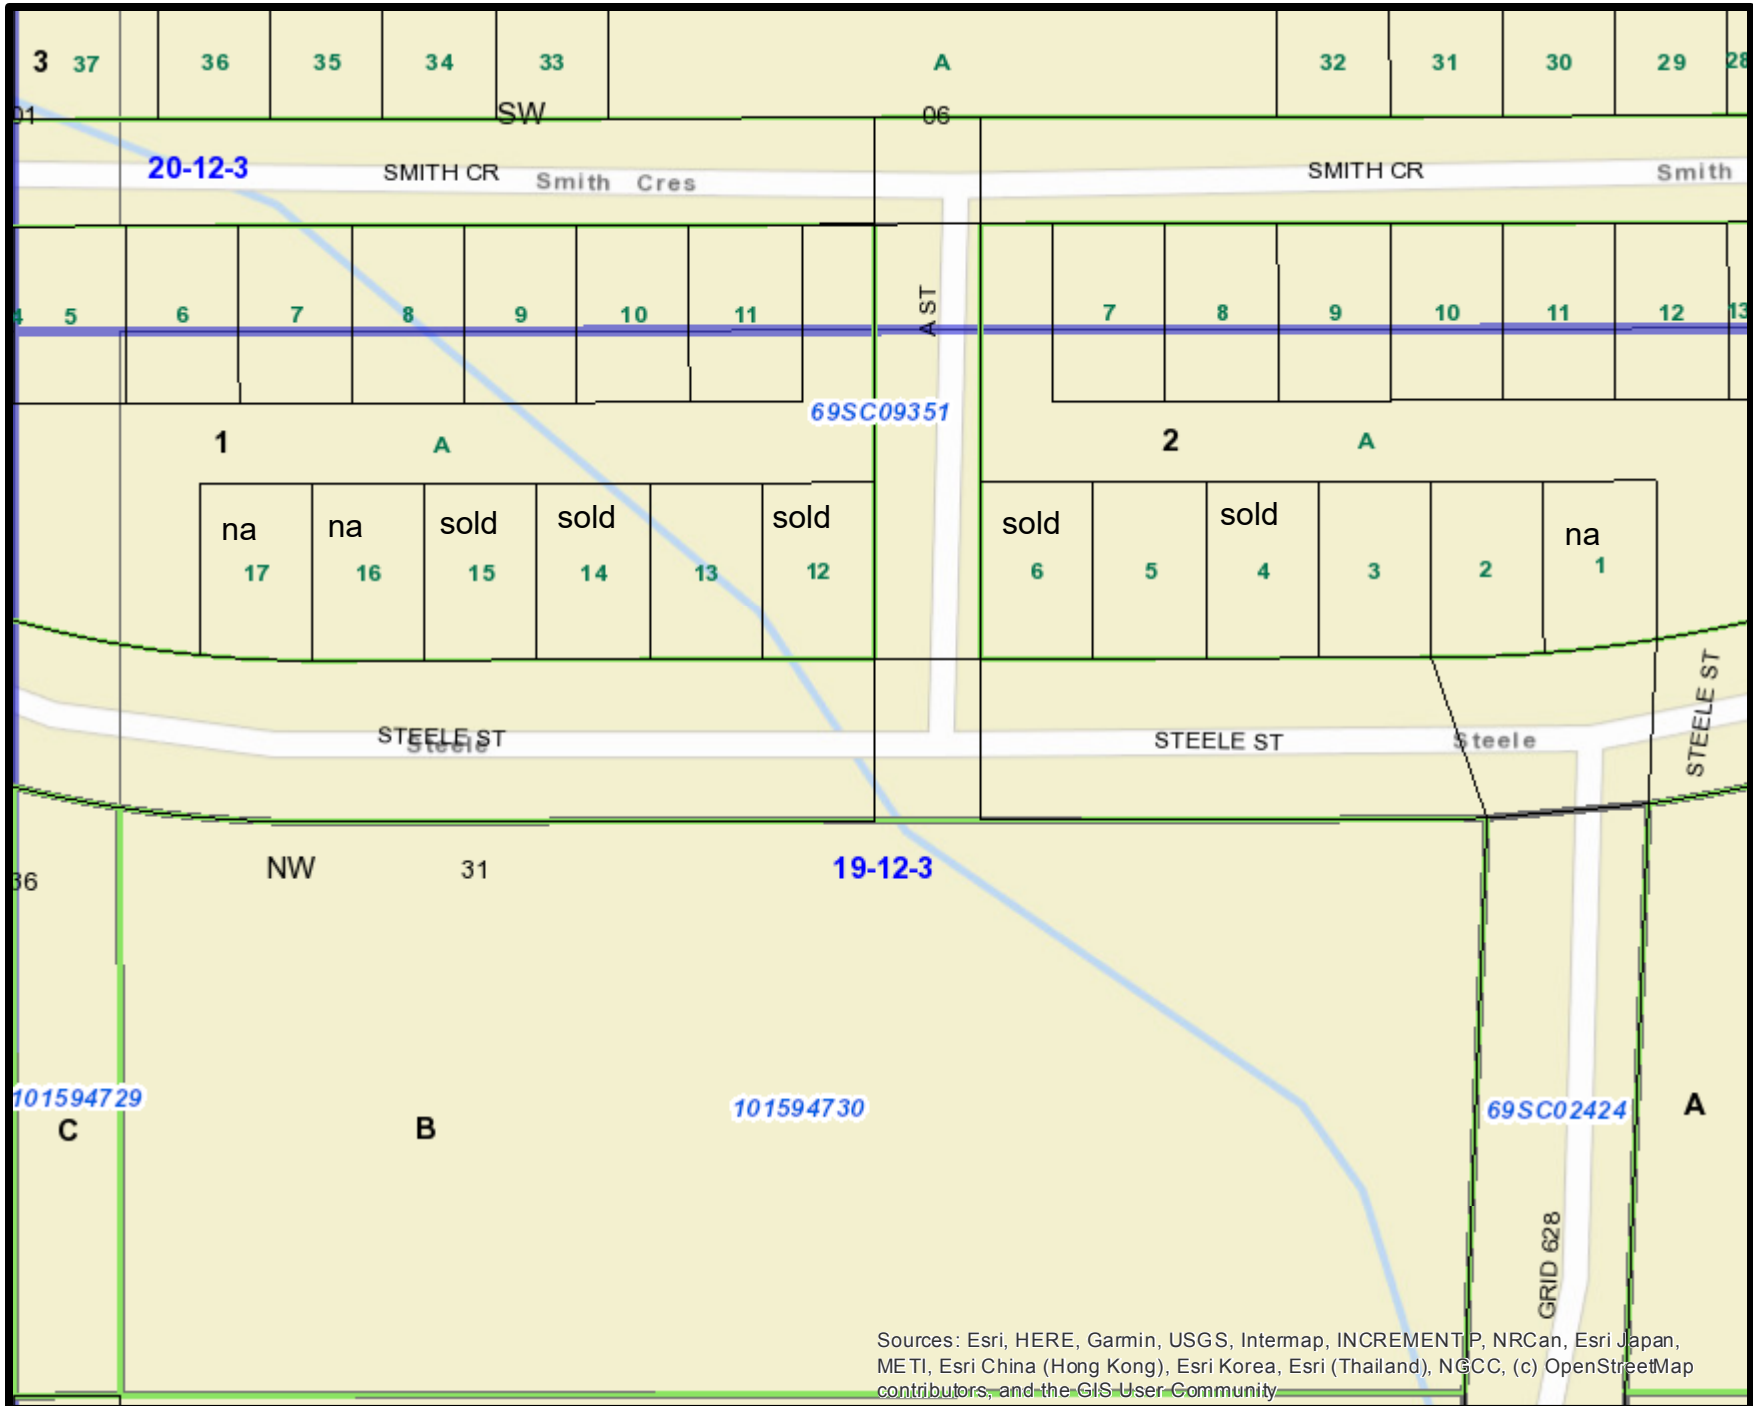 3 37 36 35 34 33 A 32 31 30 29 28
01 SW 06
20-12-3 SMITH CR Smith Cres SMITH CR Smith
4 5 6 7 8 9 10 11 A ST 7 8 9 10 11 12 13
69SC09351
1 A 2 A
na na sold sold sold sold sold na
17 16 15 14 13 12 6 5 4 3 2 1
STEELE ST
Steele
STEELE ST Steele STEELE ST
NW 31 19-12-3
36
101594729 101594730 69SC02424
C B A
GRID 628
Sources: Esri, HERE, Garmin, USGS, Intermap, INCREMENT P, NRCan, Esri Japan,
METI, Esri China (Hong Kong), Esri Korea, Esri (Thailand), NGCC, (c) OpenStreetMap
contributors, and the GIS User Community